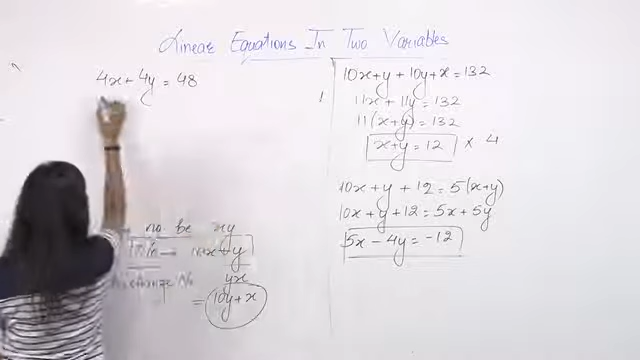 Linear Equations In Two Variables
4x + 4y = 48
no. be xy
10x + y
yx
= 10y + x
1
10x + y + 10y + x = 132
11x + 11y = 132
11(x + y) = 132
x + y = 12 × 4
10x + y + 12 = 5(x + y)
10x + y + 12 = 5x + 5y
5x - 4y = -12